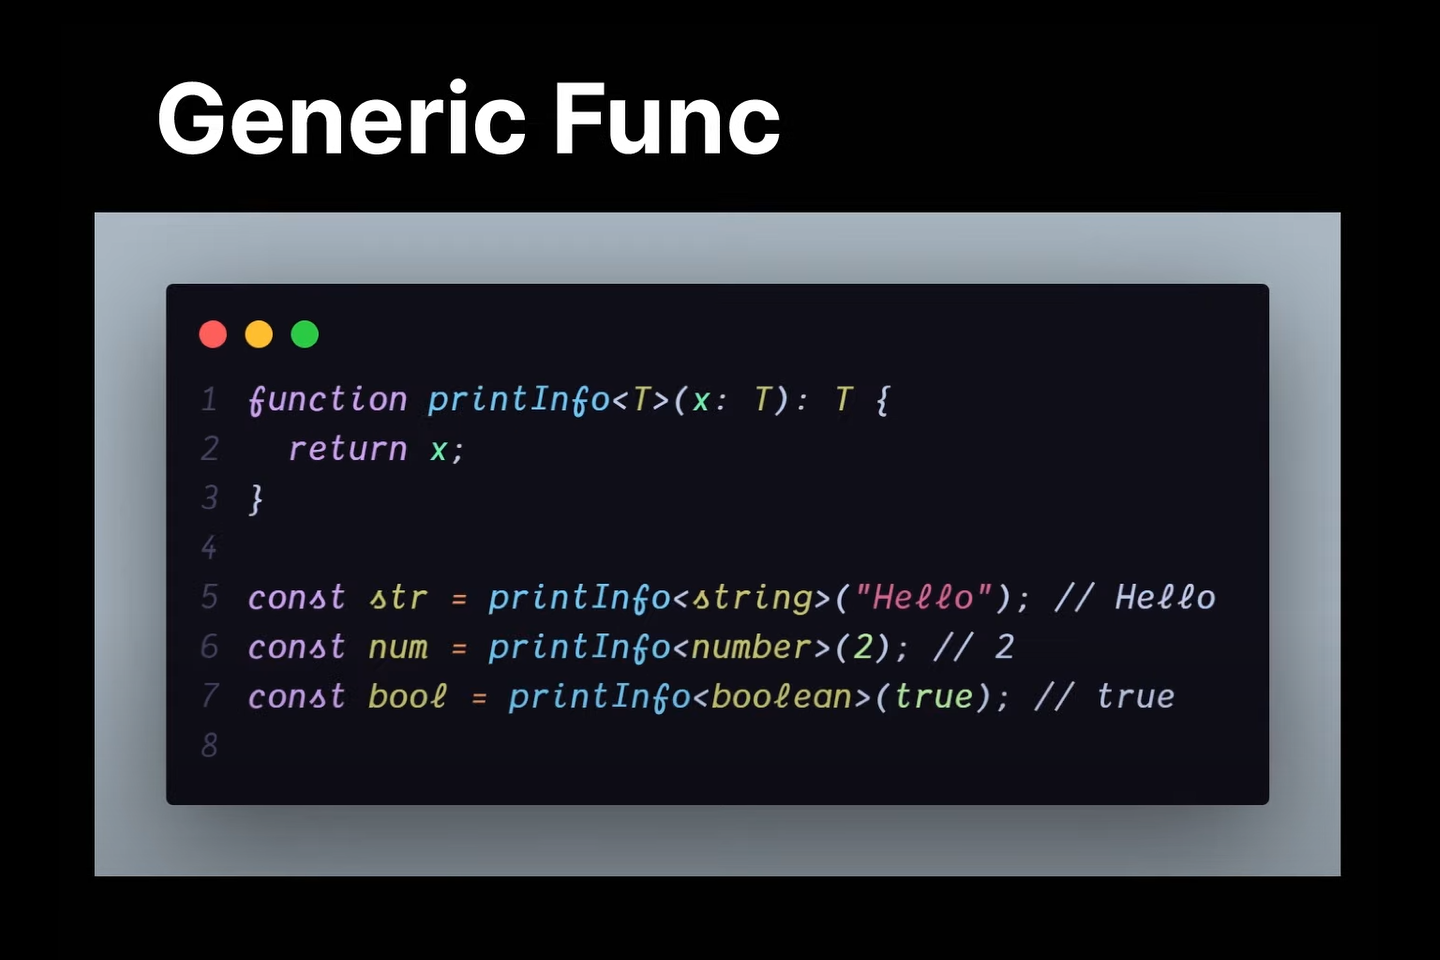 Generic Func
1 function printInfo<T>(x: T): T {
2 return x;
3 }
4
5 const str = printInfo<string>("Hello"); // Hello
6 const num = printInfo<number>(2); // 2
7 const bool = printInfo<boolean>(true); // true
8